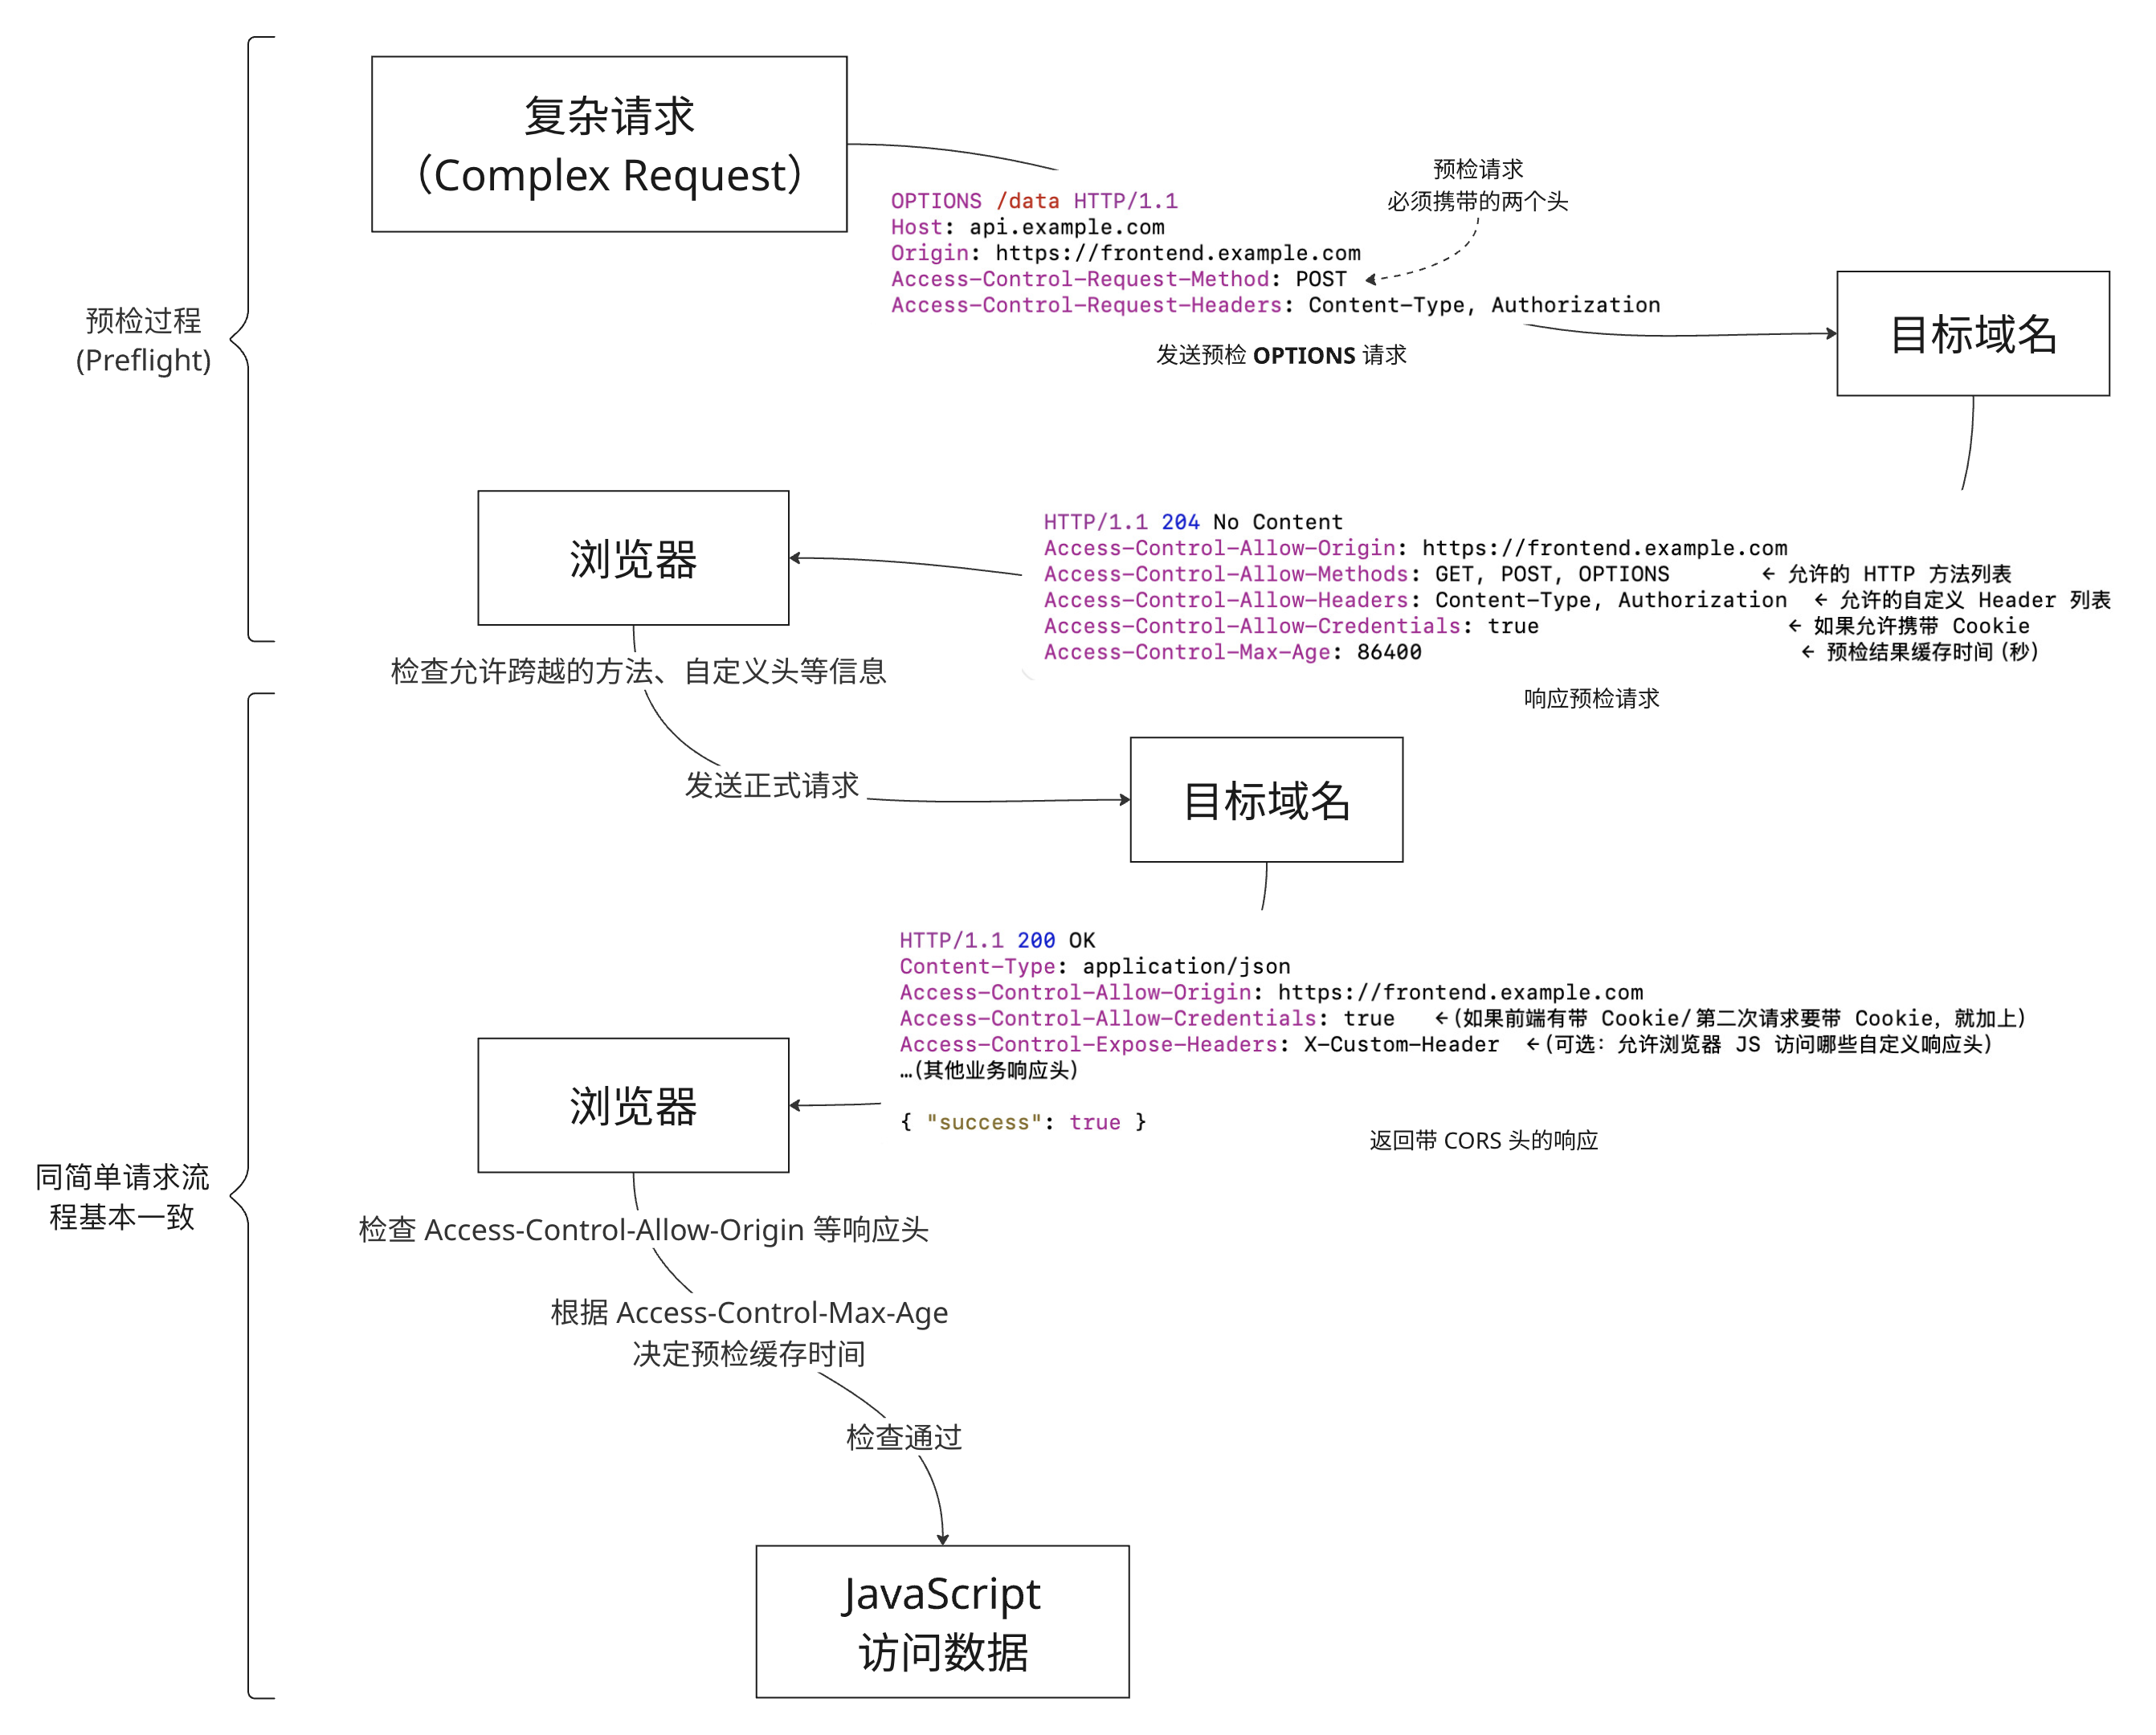 复杂请求
（Complex Request）
预检请求
必须携带的两个头
OPTIONS /data HTTP/1.1
Host: api.example.com
Origin: https://frontend.example.com
Access-Control-Request-Method: POST
Access-Control-Request-Headers: Content-Type, Authorization
发送预检 OPTIONS 请求
目标域名
预检过程
(Preflight)
浏览器
HTTP/1.1 204 No Content
Access-Control-Allow-Origin: https://frontend.example.com
Access-Control-Allow-Methods: GET, POST, OPTIONS ← 允许的 HTTP 方法列表
Access-Control-Allow-Headers: Content-Type, Authorization ← 允许的自定义 Header 列表
Access-Control-Allow-Credentials: true ← 如果允许携带 Cookie
Access-Control-Max-Age: 86400 ← 预检结果缓存时间(秒)
响应预检请求
检查允许跨越的方法、自定义头等信息
发送正式请求
目标域名
HTTP/1.1 200 OK
Content-Type: application/json
Access-Control-Allow-Origin: https://frontend.example.com
Access-Control-Allow-Credentials: true ←(如果前端有带 Cookie/第二次请求要带 Cookie，就加上)
Access-Control-Expose-Headers: X-Custom-Header ←(可选：允许浏览器 JS 访问哪些自定义响应头)
…(其他业务响应头)
{ "success": true }
返回带 CORS 头的响应
浏览器
同简单请求流
程基本一致
检查 Access-Control-Allow-Origin 等响应头
根据 Access-Control-Max-Age
决定预检缓存时间
检查通过
JavaScript
访问数据